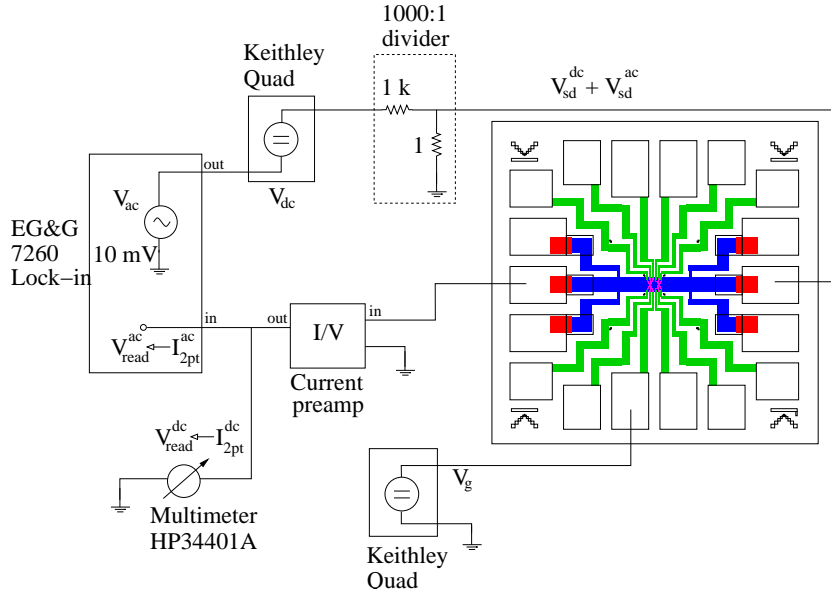 1000:1
divider
Keithley
Quad
1 k
V_sd^dc + V_sd^ac
1
out
V_ac
V_dc
EG&G
7260
Lock−in
10 mV
in
out
in
I/V
V_read^ac I_2pt^ac
Current
preamp
V_read^dc I_2pt^dc
V_g
Multimeter
HP34401A
Keithley
Quad